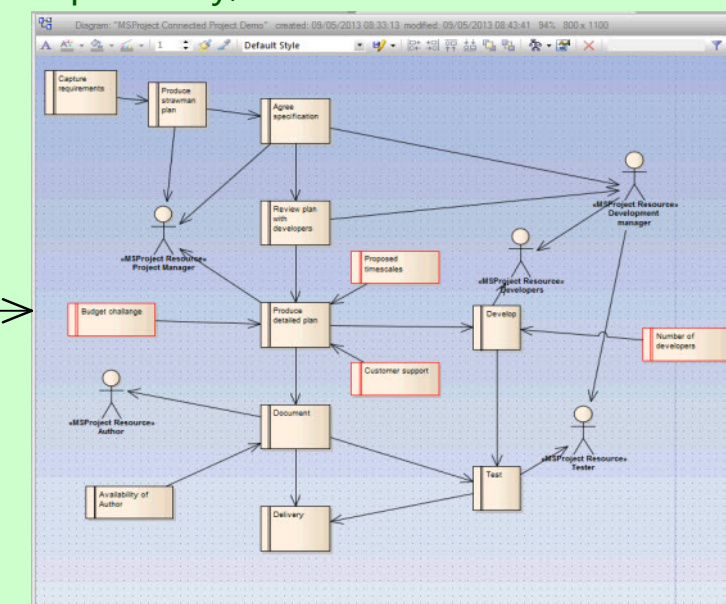 Diagram: "MSProject Connected Project Demo" created: 09/05/2013 08:33:13 modified: 09/05/2013 08:43:41 94% 800 x 1100
A
1
Default Style
Capture
requirements
Produce
strawman
plan
Agree
specification
«MSProject Resource»
Development
manager
Review plan
with
developers
«MSProject Resource»
Project Manager
Proposed
timescales
«MSProject Resource»
Developers
Budget challange
Produce
detailed plan
Develop
Number of
developers
Customer support
«MSProject Resource»
Author
Document
«MSProject Resource»
Tester
Test
Availability of
Author
Delivery